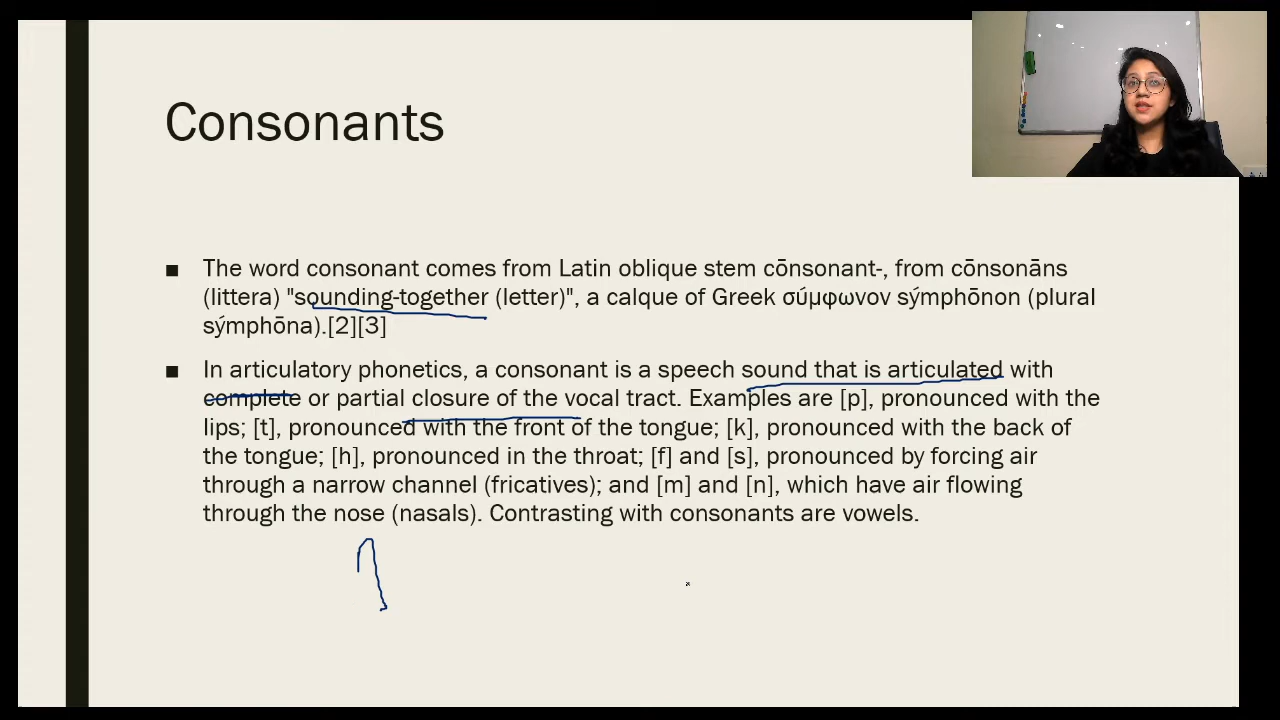 Consonants
■ The word consonant comes from Latin oblique stem cōnsonant-, from cōnsonāns
(littera) "sounding-together (letter)", a calque of Greek σύμφωνον sýmphōnon (plural
sýmphōna).[2][3]
■ In articulatory phonetics, a consonant is a speech sound that is articulated with
complete or partial closure of the vocal tract. Examples are [p], pronounced with the
lips; [t], pronounced with the front of the tongue; [k], pronounced with the back of
the tongue; [h], pronounced in the throat; [f] and [s], pronounced by forcing air
through a narrow channel (fricatives); and [m] and [n], which have air flowing
through the nose (nasals). Contrasting with consonants are vowels.